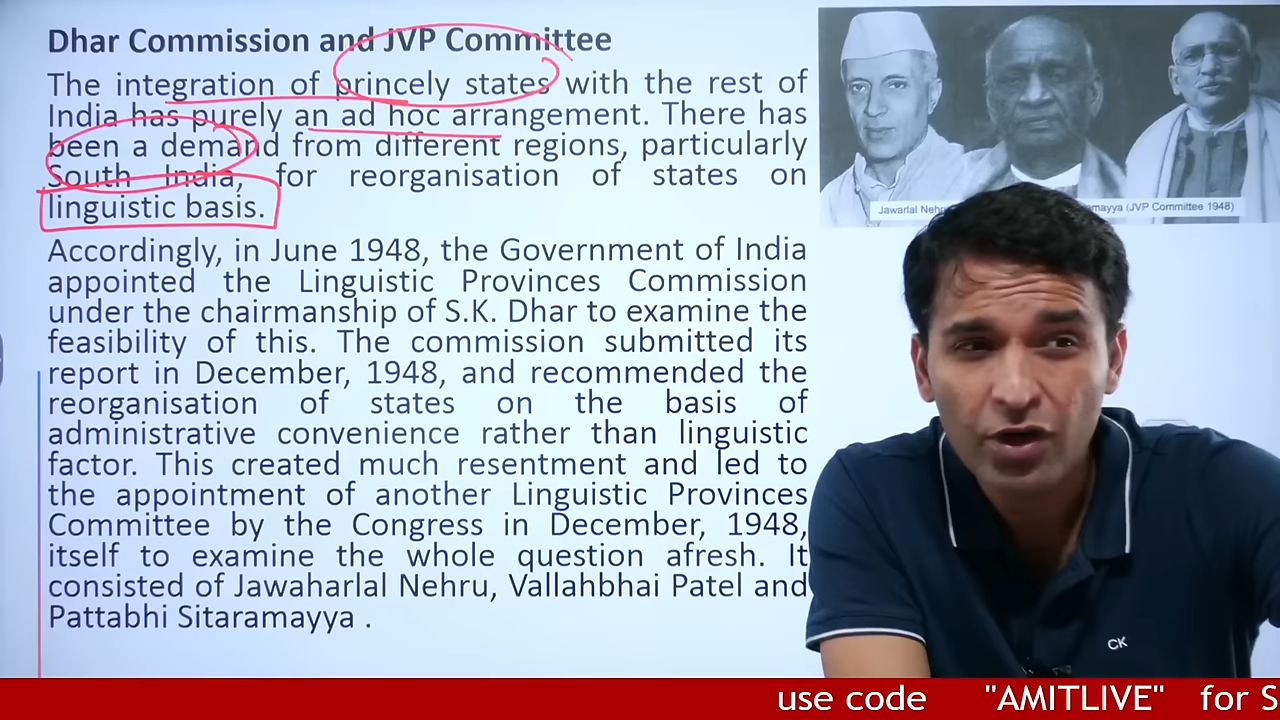 Dhar Commission and JVP Committee
The integration of princely states with the rest of
India has purely an ad hoc arrangement. There has
been a demand from different regions, particularly
South India, for reorganisation of states on
linguistic basis.
Accordingly, in June 1948, the Government of India
appointed the Linguistic Provinces Commission
under the chairmanship of S.K. Dhar to examine the
feasibility of this. The commission submitted its
report in December, 1948, and recommended the
reorganisation of states on the basis of
administrative convenience rather than linguistic
factor. This created much resentment and led to
the appointment of another Linguistic Provinces
Committee by the Congress in December, 1948,
itself to examine the whole question afresh. It
consisted of Jawaharlal Nehru, Vallahbhai Patel and
Pattabhi Sitaramayya .
Jawarlal Nehr
mayya (JVP Committee 1948)
CK
use code "AMITLIVE" for S